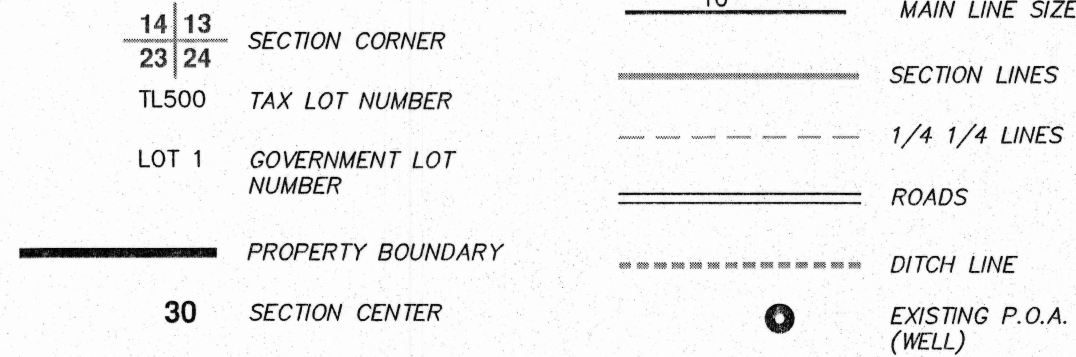 14 13
23 24
SECTION CORNER
TL500 TAX LOT NUMBER
LOT 1 GOVERNMENT LOT
NUMBER
PROPERTY BOUNDARY
30 SECTION CENTER
MAIN LINE SIZE
SECTION LINES
1/4 1/4 LINES
ROADS
DITCH LINE
EXISTING P.O.A.
(WELL)